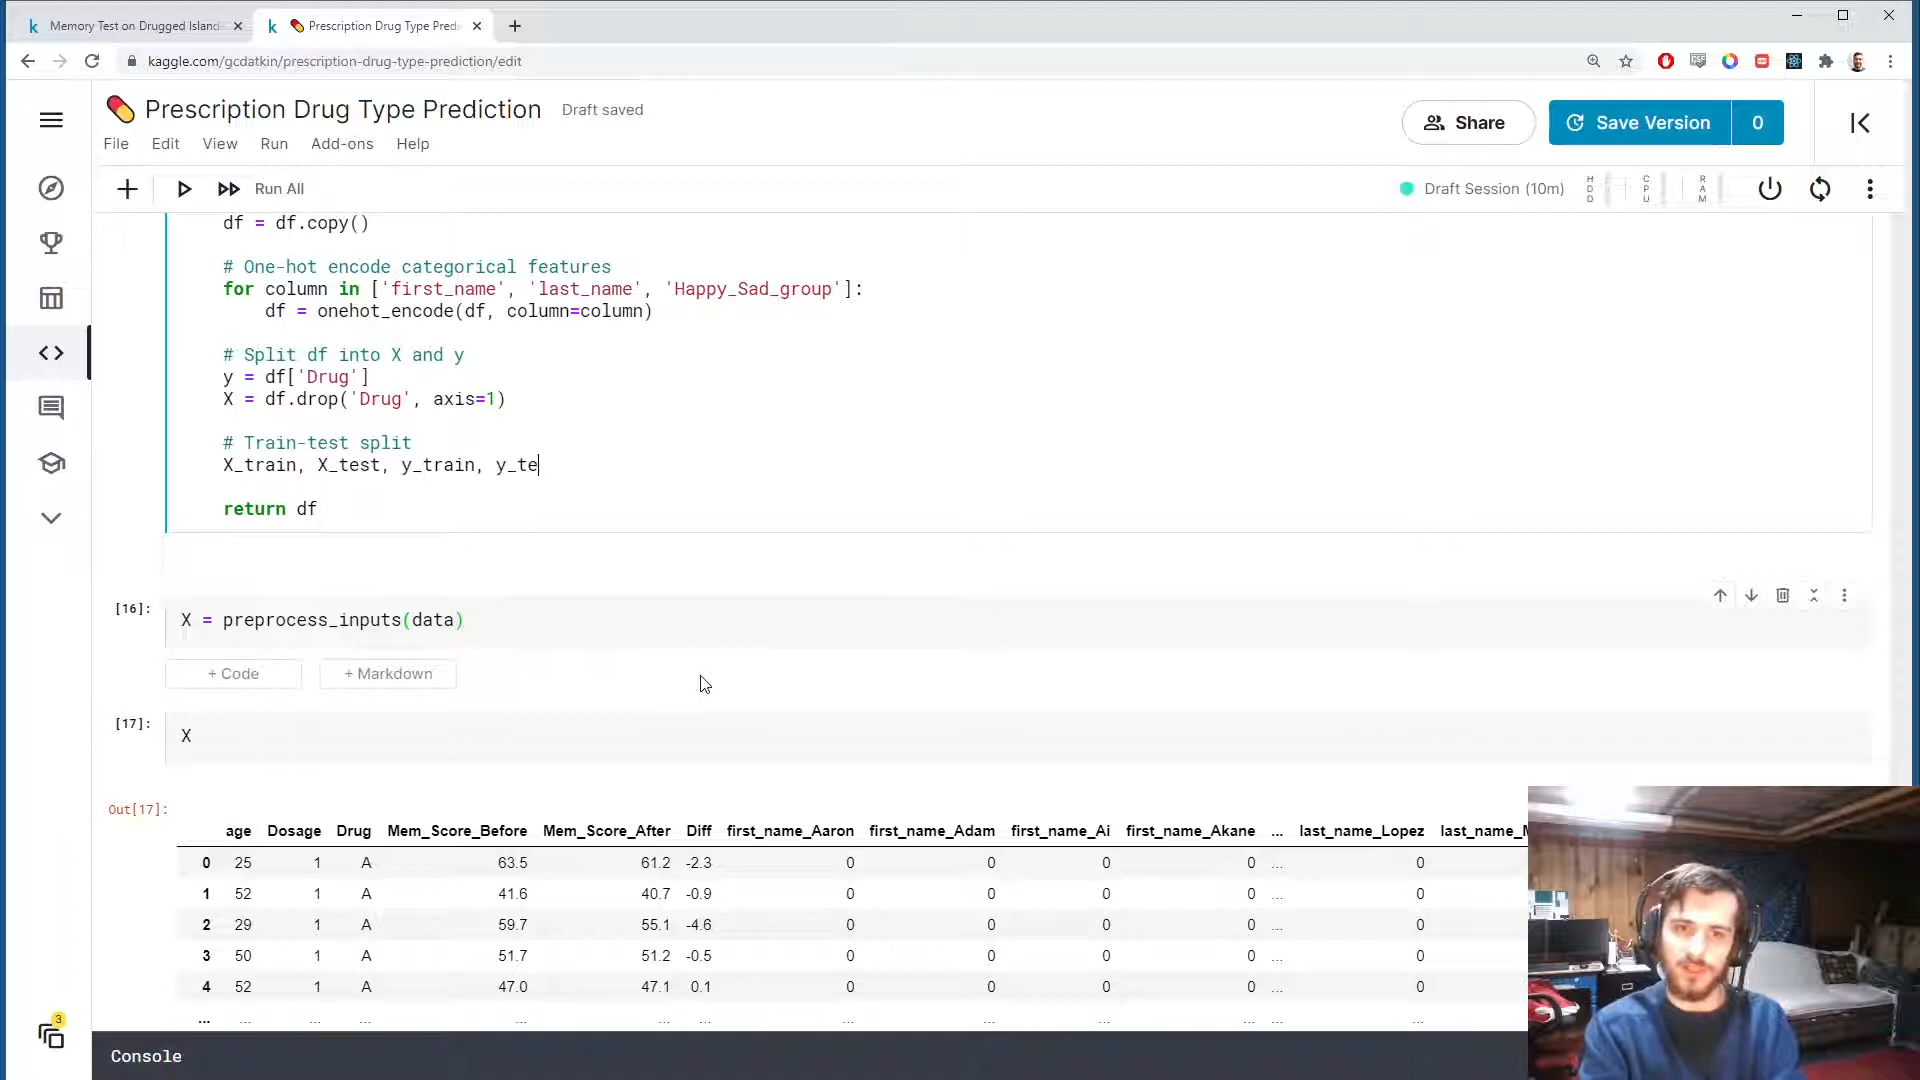 Memory Test on Drugged Island
Prescription Drug Type Predi
kaggle.com/gcdatkin/prescription-drug-type-prediction/edit
Prescription Drug Type Prediction
Draft saved
File Edit View Run Add-ons Help
Share
Save Version 0
Run All
Draft Session (10m)
HDD
CPU
RAM
df = df.copy()
# One-hot encode categorical features
for column in ['first_name', 'last_name', 'Happy_Sad_group']:
df = onehot_encode(df, column=column)
# Split df into X and y
y = df['Drug']
X = df.drop('Drug', axis=1)
# Train-test split
X_train, X_test, y_train, y_te
return df
[16]:
X = preprocess_inputs(data)
+ Code + Markdown
[17]:
X
Out[17]:
age Dosage Drug Mem_Score_Before Mem_Score_After Diff first_name_Aaron first_name_Adam first_name_Ai first_name_Akane ... last_name_Lopez last_name_M
0 25 1 A 63.5 61.2 -2.3 0 0 0 0 ... 0
1 52 1 A 41.6 40.7 -0.9 0 0 0 0 ... 0
2 29 1 A 59.7 55.1 -4.6 0 0 0 0 ... 0
3 50 1 A 51.7 51.2 -0.5 0 0 0 0 ... 0
4 52 1 A 47.0 47.1 0.1 0 0 0 0 ... 0
... ... ... ... ... ... ... ... ... ... ... ... ...
3
Console